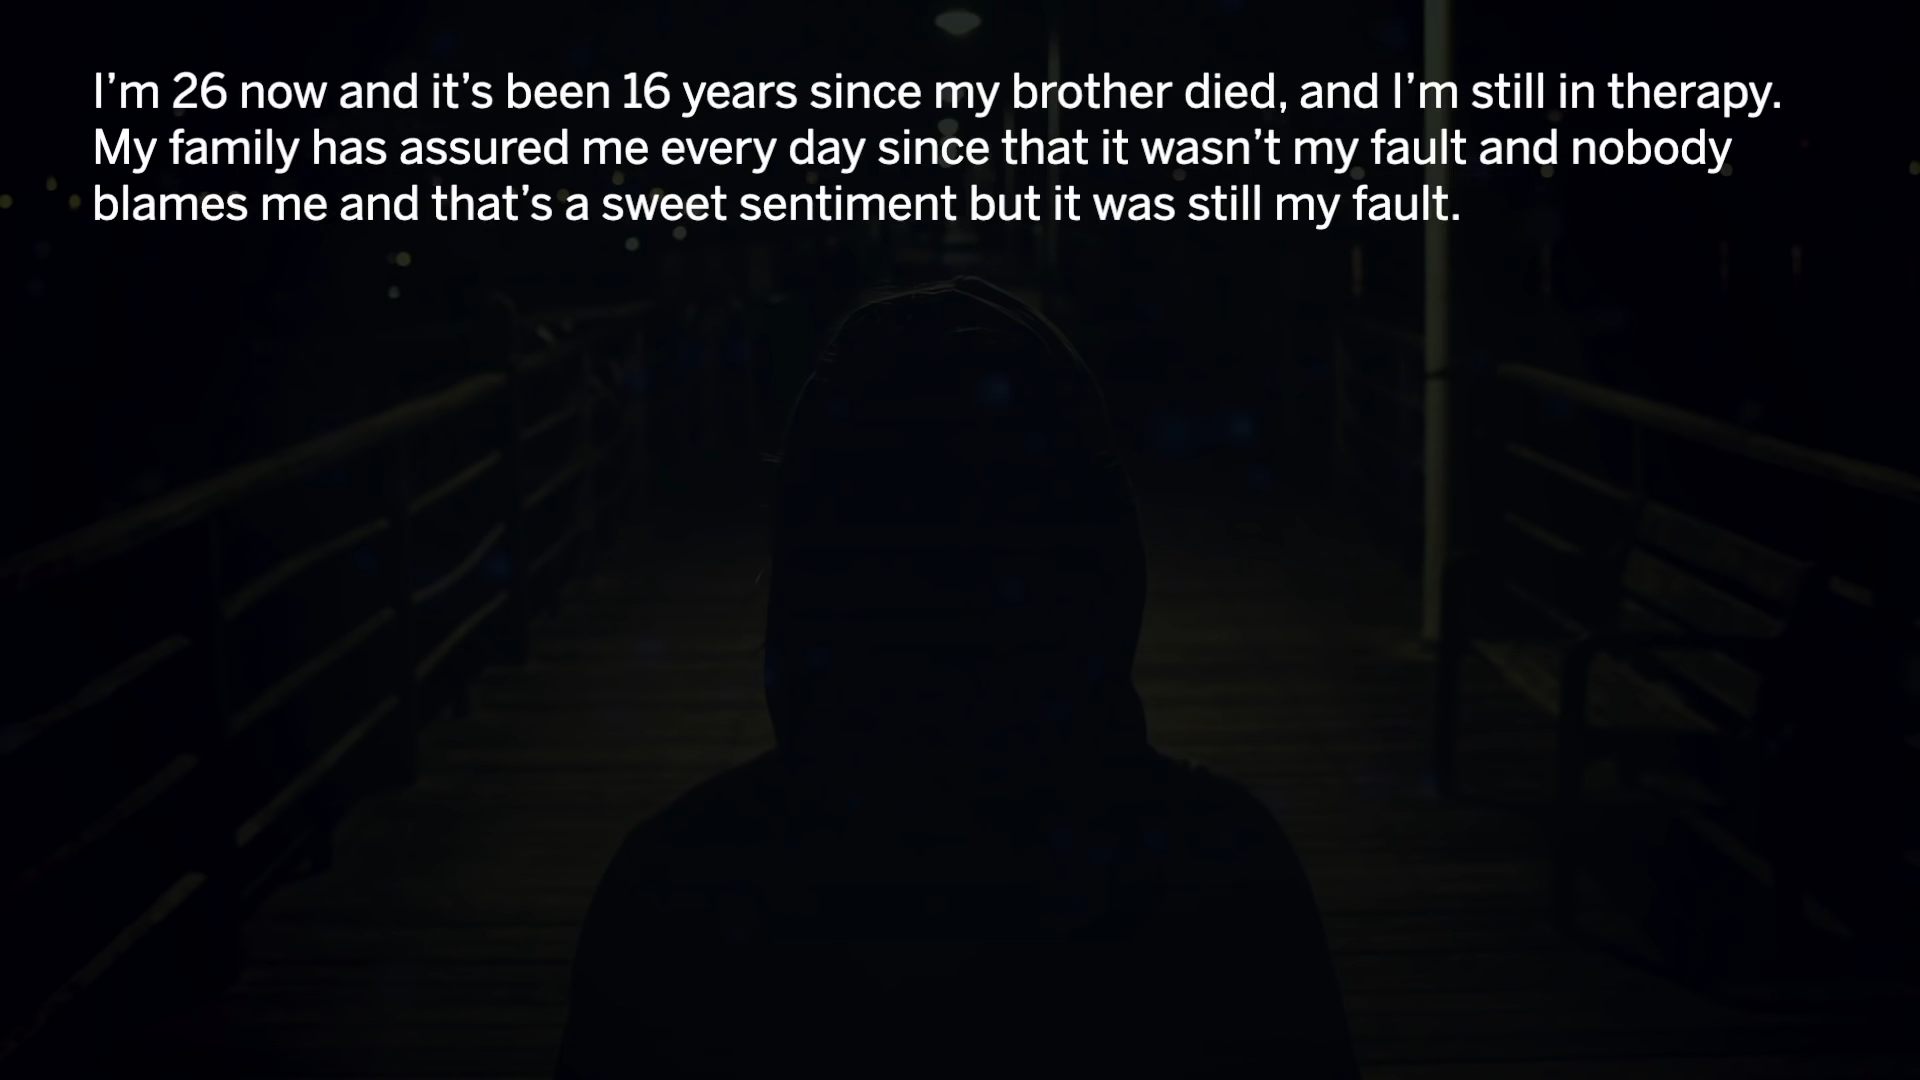 I’m 26 now and it’s been 16 years since my brother died, and I’m still in therapy.
My family has assured me every day since that it wasn’t my fault and nobody
blames me and that’s a sweet sentiment but it was still my fault.